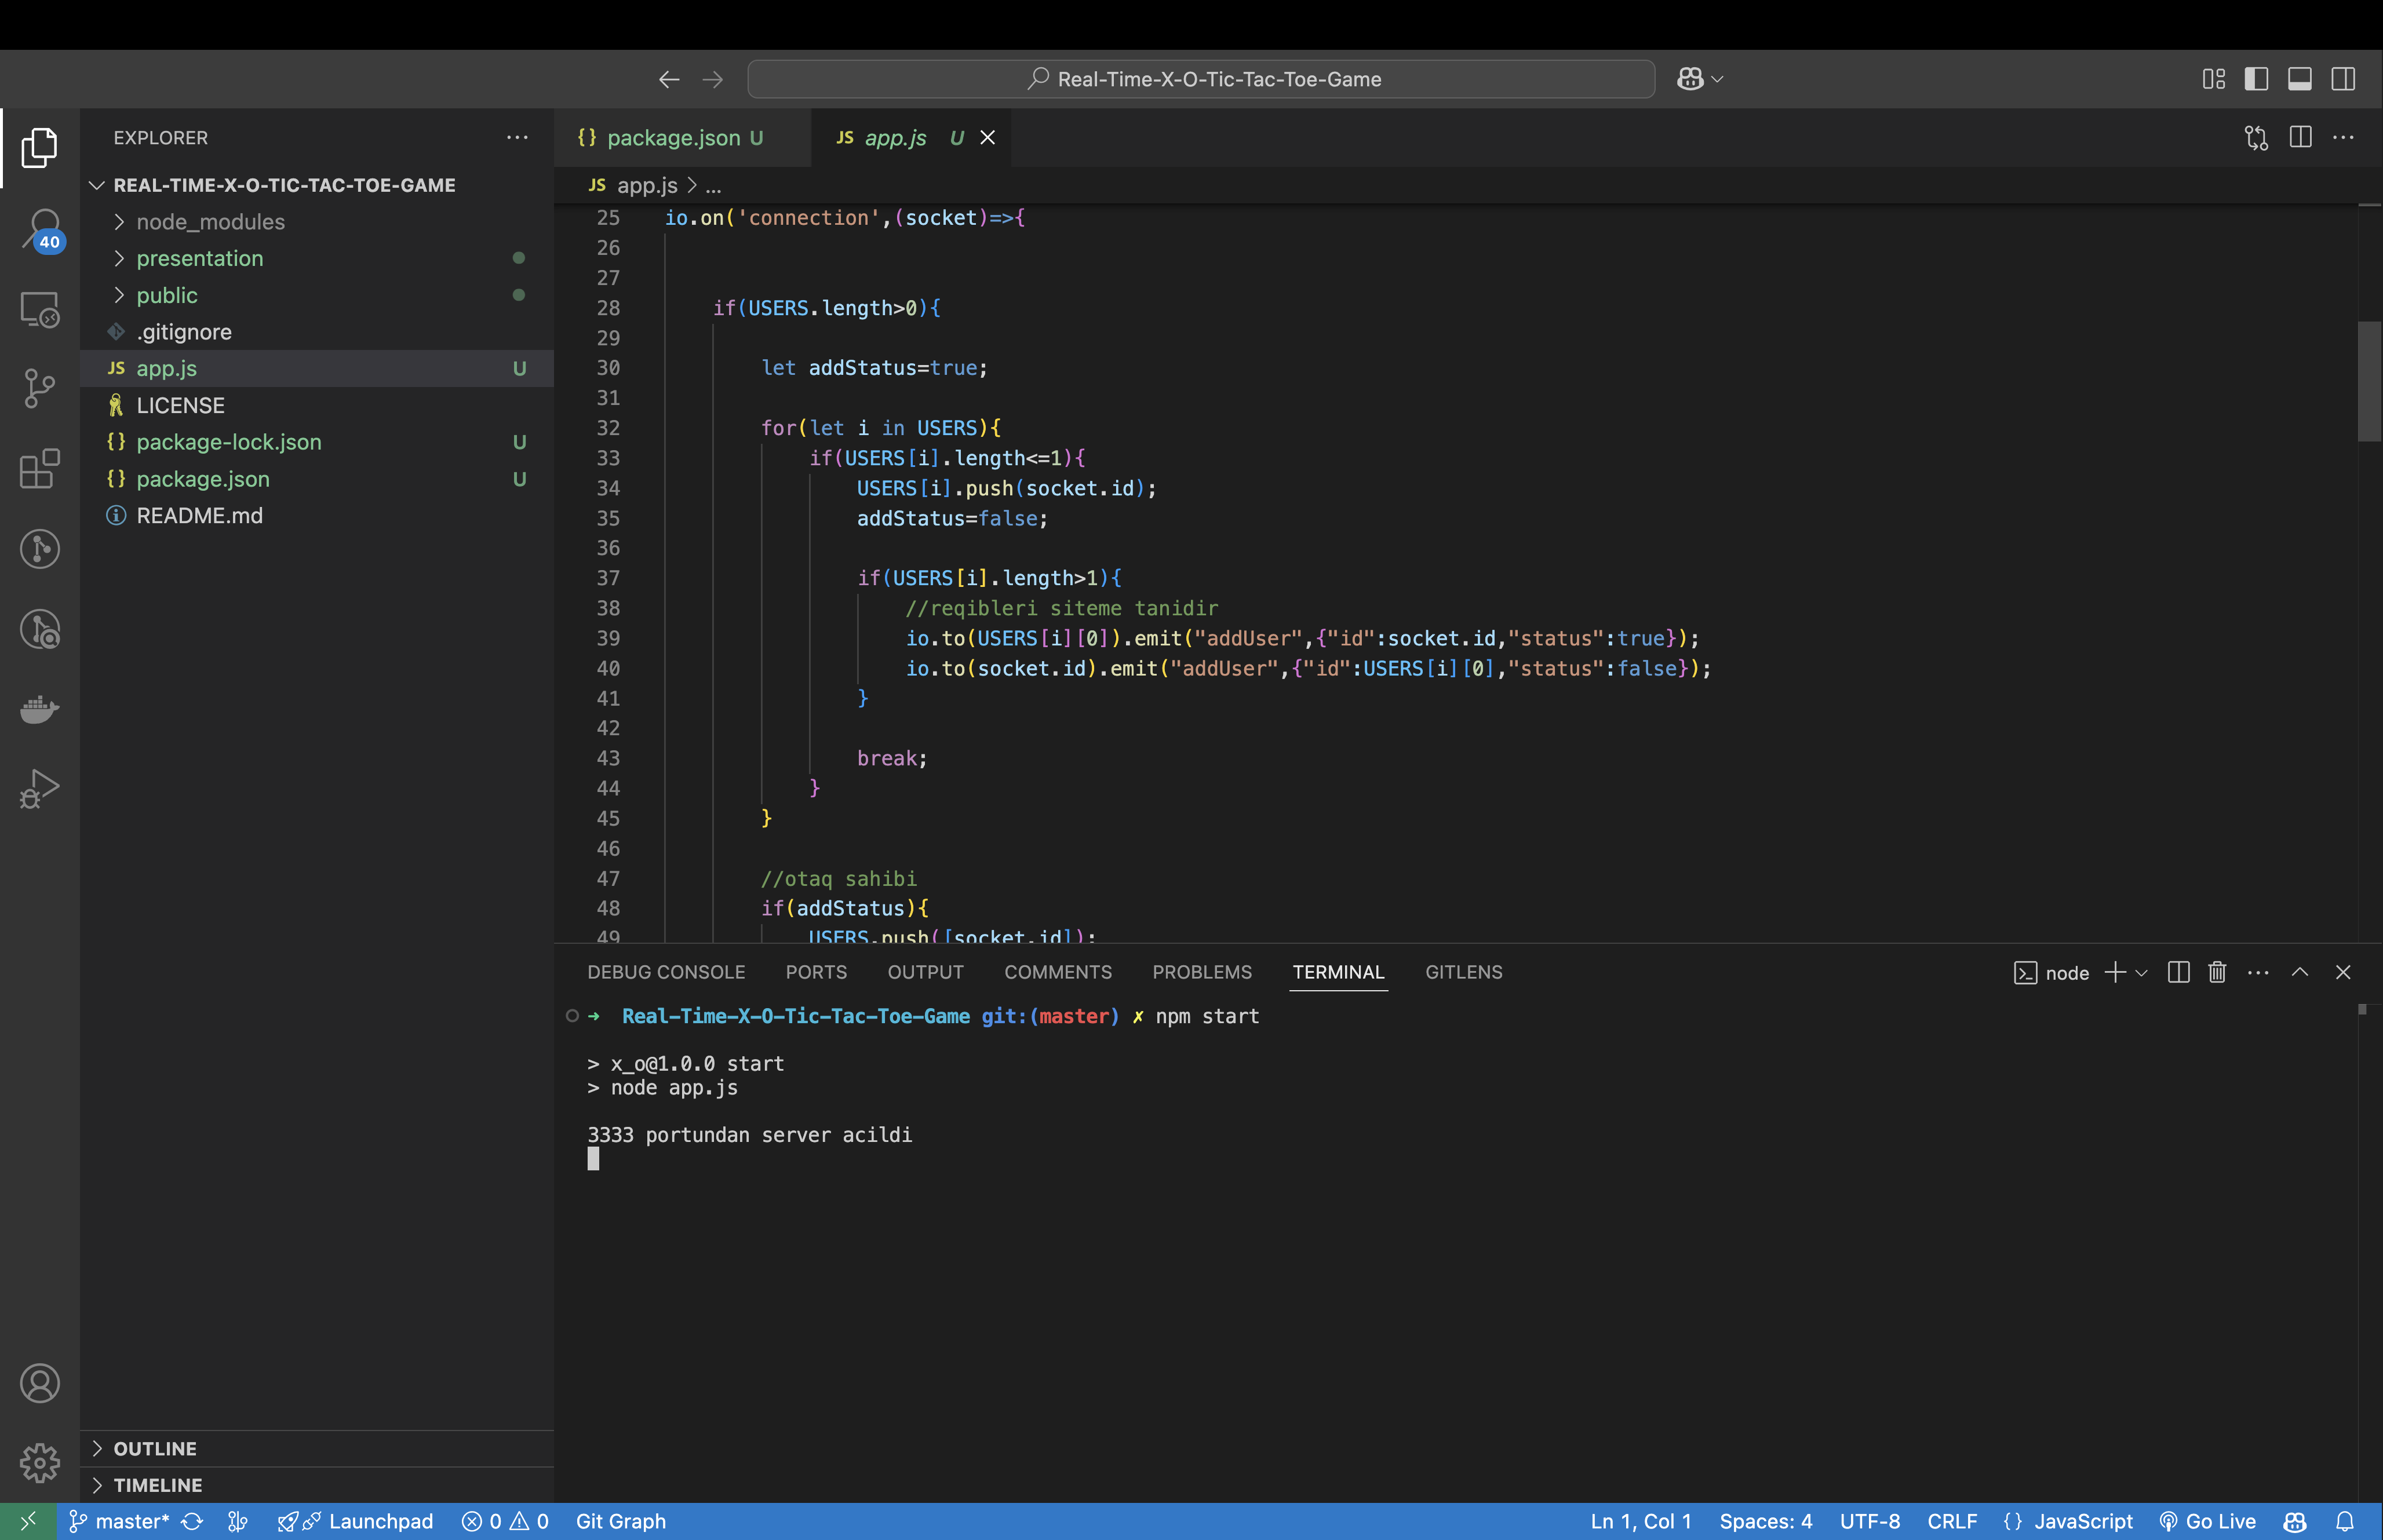 Real-Time-X-O-Tic-Tac-Toe-Game
EXPLORER
REAL-TIME-X-O-TIC-TAC-TOE-GAME
node_modules
presentation
public
.gitignore
JS app.js U
LICENSE
{} package-lock.json U
{} package.json U
README.md
40
OUTLINE
TIMELINE
{} package.json U
JS app.js U
JS app.js > ...
25 io.on('connection',(socket)=>{
26
27
28 if(USERS.length>0){
29
30 let addStatus=true;
31
32 for(let i in USERS){
33 if(USERS[i].length<=1){
34 USERS[i].push(socket.id);
35 addStatus=false;
36
37 if(USERS[i].length>1){
38 //reqibleri siteme tanidir
39 io.to(USERS[i][0]).emit("addUser",{"id":socket.id,"status":true});
40 io.to(socket.id).emit("addUser",{"id":USERS[i][0],"status":false});
41 }
42
43 break;
44 }
45 }
46
47 //otaq sahibi
48 if(addStatus){
49 USERS.push([socket.id]);
DEBUG CONSOLE PORTS OUTPUT COMMENTS PROBLEMS TERMINAL GITLENS
node
→ Real-Time-X-O-Tic-Tac-Toe-Game git:(master) ✗ npm start
> x_o@1.0.0 start
> node app.js
3333 portundan server acildi
master* Launchpad 0 0 Git Graph
Ln 1, Col 1 Spaces: 4 UTF-8 CRLF {} JavaScript Go Live